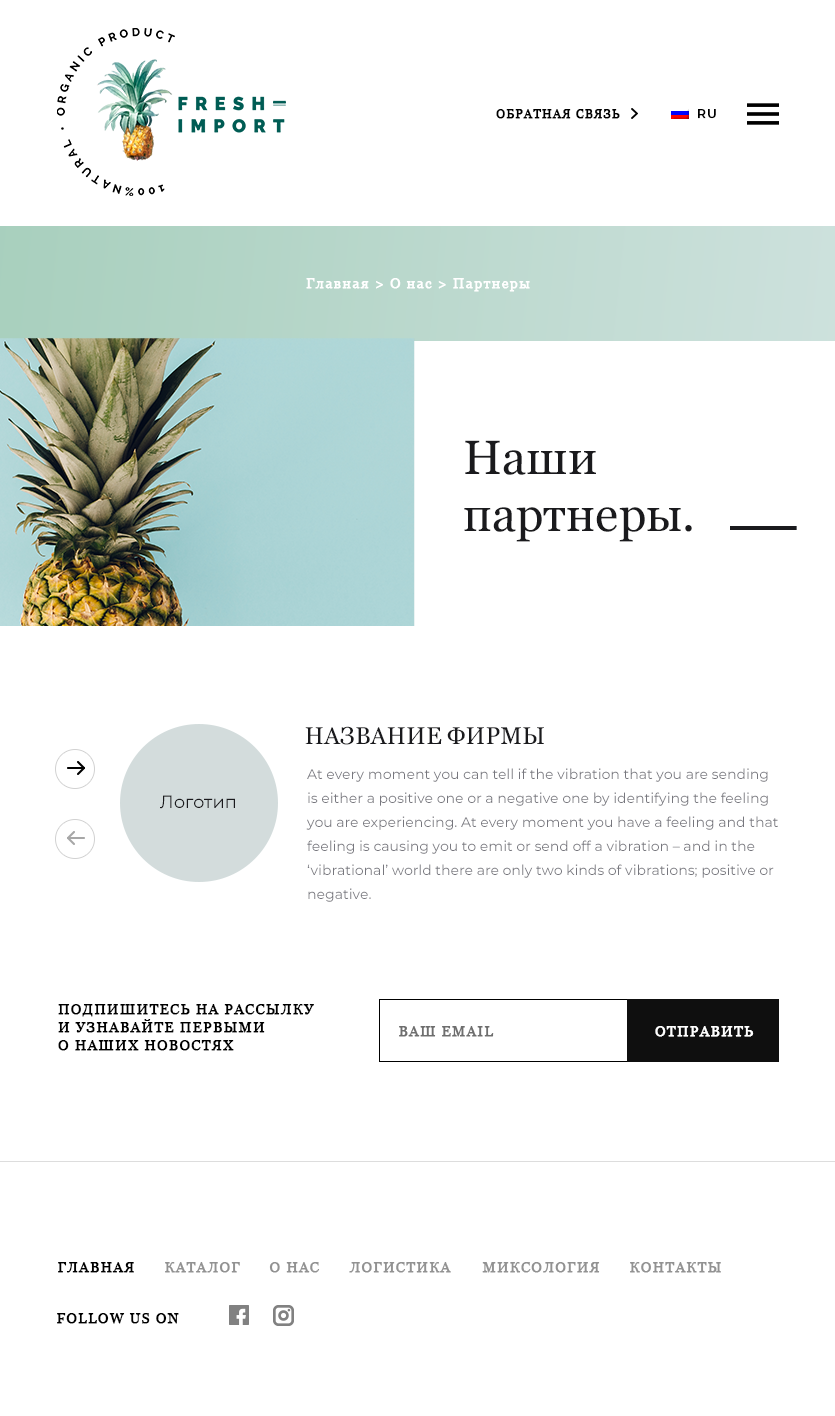 ORGANIC PRODUCT
100% NATURAL •
FRESH–
IMPORT
ОБРАТНАЯ СВЯЗЬ
RU
Главная > О нас > Партнеры
Наши
партнеры.
Логотип
НАЗВАНИЕ ФИРМЫ
At every moment you can tell if the vibration that you are sending
is either a positive one or a negative one by identifying the feeling
you are experiencing. At every moment you have a feeling and that
feeling is causing you to emit or send off a vibration – and in the
‘vibrational’ world there are only two kinds of vibrations; positive or
negative.
ПОДПИШИТЕСЬ НА РАССЫЛКУ
И УЗНАВАЙТЕ ПЕРВЫМИ
О НАШИХ НОВОСТЯХ
ВАШ EMAIL
ОТПРАВИТЬ
ГЛАВНАЯ КАТАЛОГ О НАС ЛОГИСТИКА МИКСОЛОГИЯ КОНТАКТЫ
FOLLOW US ON